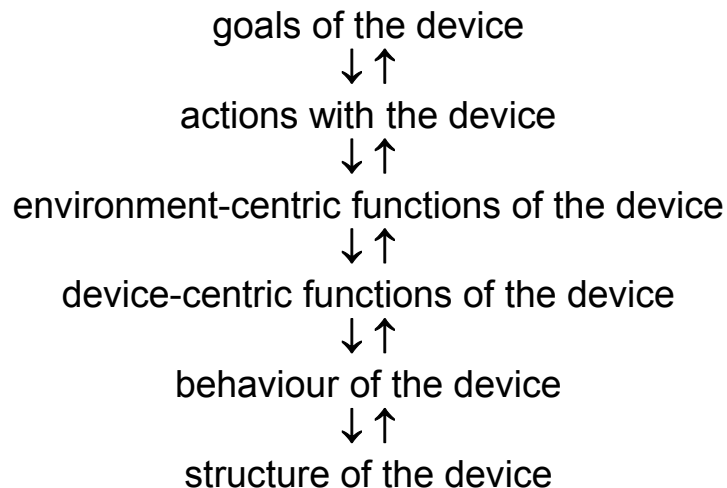 goals of the device
↓ ↑
actions with the device
↓ ↑
environment-centric functions of the device
↓ ↑
device-centric functions of the device
↓ ↑
behaviour of the device
↓ ↑
structure of the device